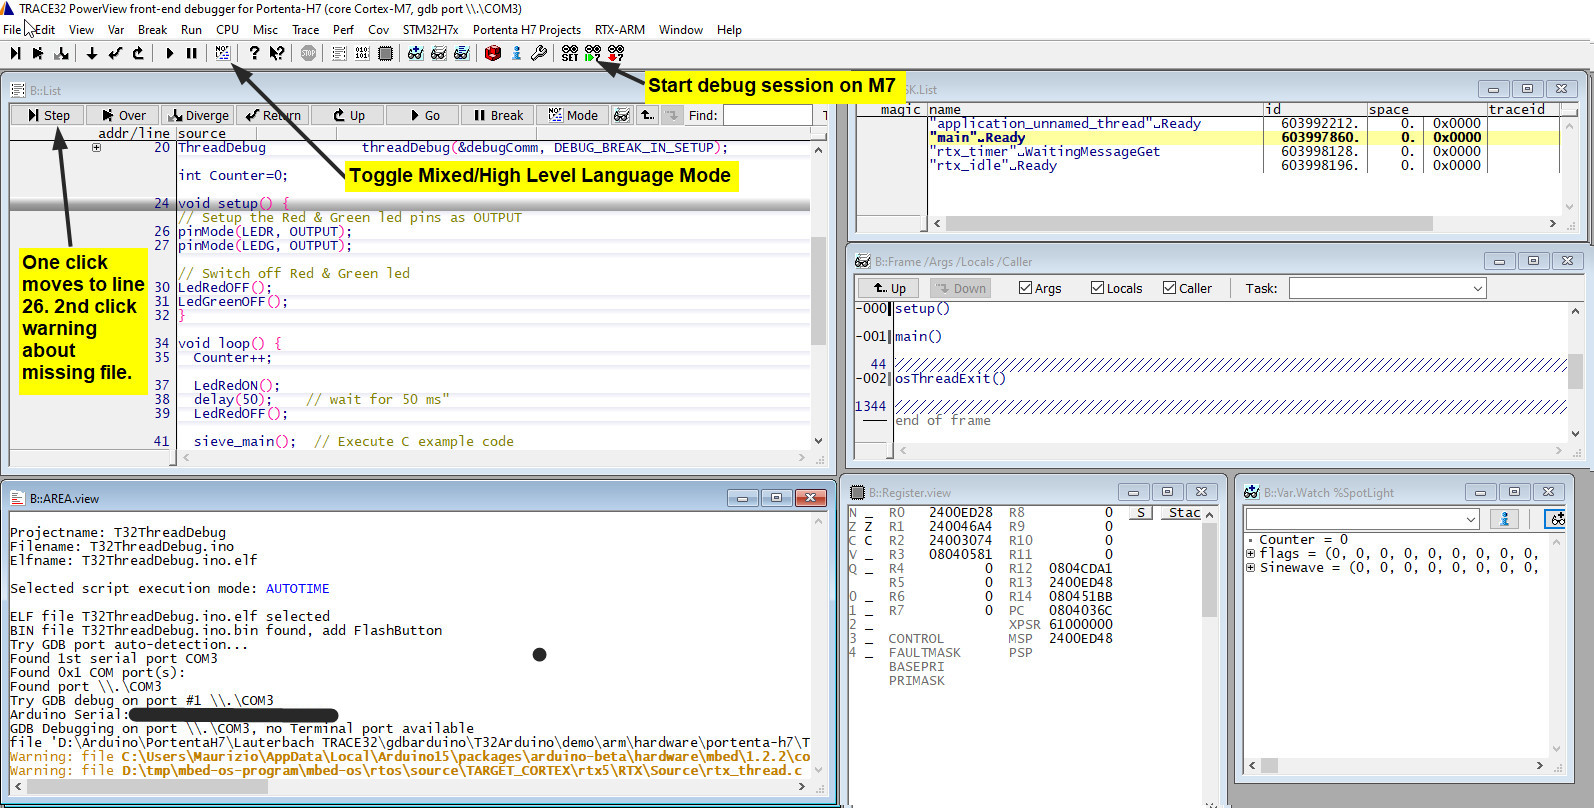 TRACE32 PowerView front-end debugger for Portenta-H7 (core Cortex-M7, gdb port \\.\COM3)
File Edit View Var Break Run CPU Misc Trace Perf Cov STM32H7x Portenta H7 Projects RTX-ARM Window Help
Start debug session on M7
B::List
Step Over Diverge Return Up Go Break Mode Find:
addr/line source
20 ThreadDebug threadDebug(&debugComm, DEBUG_BREAK_IN_SETUP);
int Counter=0;
Toggle Mixed/High Level Language Mode
24 void setup() {
// Setup the Red & Green led pins as OUTPUT
26 pinMode(LEDR, OUTPUT);
27 pinMode(LEDG, OUTPUT);
// Switch off Red & Green led
30 LedRedOFF();
31 LedGreenOFF();
32 }
34 void loop() {
35 Counter++;
37 LedRedON();
38 delay(50); // wait for 50 ms"
39 LedRedOFF();
41 sieve_main(); // Execute C example code
One click
moves to line
26. 2nd click
warning
about
missing file.
SK.List
magic name id space traceid
"application_unnamed_thread"␣Ready 603992212. 0. 0x0000
"main"␣Ready 603997860. 0. 0x0000
"rtx_timer"␣WaitingMessageGet 603998128. 0. 0x0000
"rtx_idle"␣Ready 603998196. 0. 0x0000
B::Frame /Args /Locals /Caller
Up Down Args Locals Caller Task:
-000 setup()
-001 main()
44
-002 osThreadExit()
1344
end of frame
B::AREA.view
Projectname: T32ThreadDebug
Filename: T32ThreadDebug.ino
Elfname: T32ThreadDebug.ino.elf
Selected script execution mode: AUTOTIME
ELF file T32ThreadDebug.ino.elf selected
BIN file T32ThreadDebug.ino.bin found, add FlashButton
Try GDB port auto-detection...
Found 1st serial port COM3
Found 0x1 COM port(s):
Found port \\.\COM3
Try GDB debug on port #1 \\.\COM3
Arduino Serial:
GDB Debugging on port \\.\COM3, no Terminal port available
file 'D:\Arduino\PortentaH7\Lauterbach TRACE32\gdbarduino\T32Arduino\demo\arm\hardware\portenta-h7\T
Warning: file C:\Users\Maurizio\AppData\Local\Arduino15\packages\arduino-beta\hardware\mbed\1.2.2\co
Warning: file D:\tmp\mbed-os-program\mbed-os\rtos\source\TARGET_CORTEX\rtx5\RTX\Source\rtx_thread.c
B::Register.view
N _ R0 2400ED28 R8 0 S Stac
Z Z R1 240046A4 R9 0
C C R2 24003074 R10 0
V _ R3 08040581 R11 0
Q _ R4 0 R12 0804CDA1
R5 0 R13 2400ED48
0 _ R6 0 R14 080451BB
1 _ R7 0 PC 0804036C
2 _ XPSR 61000000
3 _ CONTROL MSP 2400ED48
4 _ FAULTMASK PSP
BASEPRI
PRIMASK
B::Var.Watch %SpotLight
Counter = 0
flags = (0, 0, 0, 0, 0, 0, 0, 0,
Sinewave = (0, 0, 0, 0, 0, 0, 0,